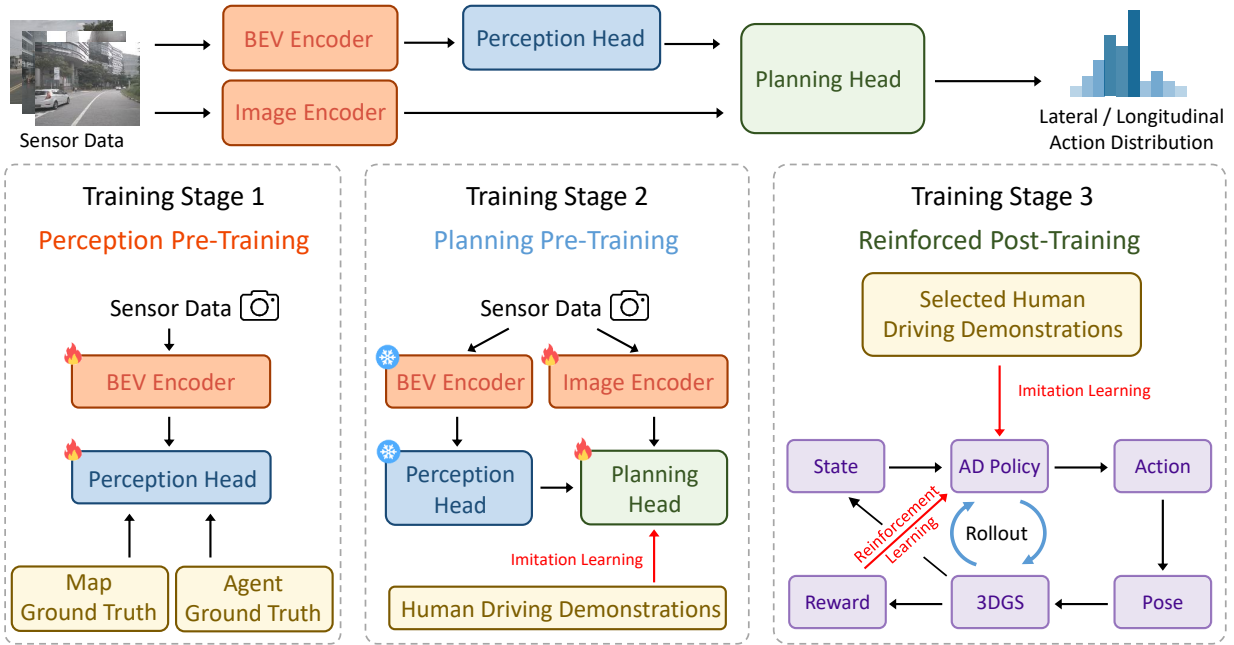 BEV Encoder
Perception Head
Planning Head
Image Encoder
Sensor Data
Lateral / Longitudinal
Action Distribution
Training Stage 1
Perception Pre-Training
Sensor Data
BEV Encoder
Perception Head
Map
Ground Truth
Agent
Ground Truth
Training Stage 2
Planning Pre-Training
Sensor Data
BEV Encoder
Image Encoder
Perception
Head
Planning
Head
Imitation Learning
Human Driving Demonstrations
Training Stage 3
Reinforced Post-Training
Selected Human
Driving Demonstrations
Imitation Learning
State
AD Policy
Action
Reinforcement
Learning
Rollout
Reward
3DGS
Pose